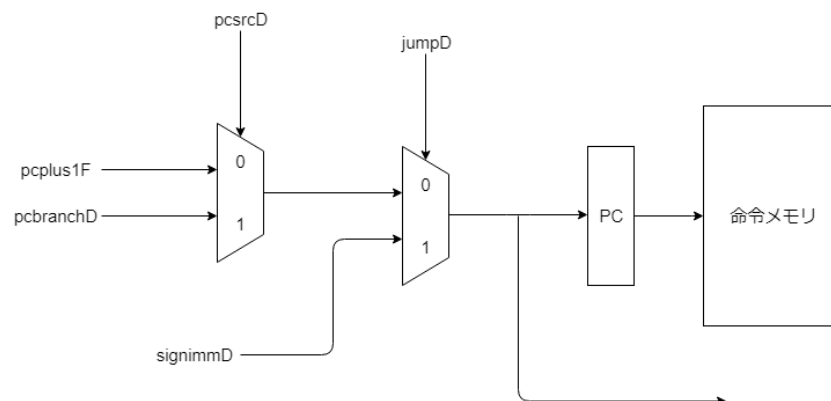 pcsrcD
jumpD
pcplus1F
0
pcbranchD
1
0
1
PC
命令メモリ
signimmD